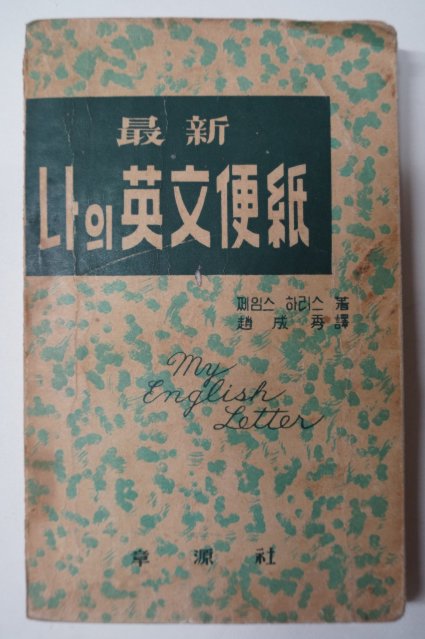 最新
나의英文便紙
쩨임스 하리스 著
趙成秀 譯
My
English
Letter
章源社